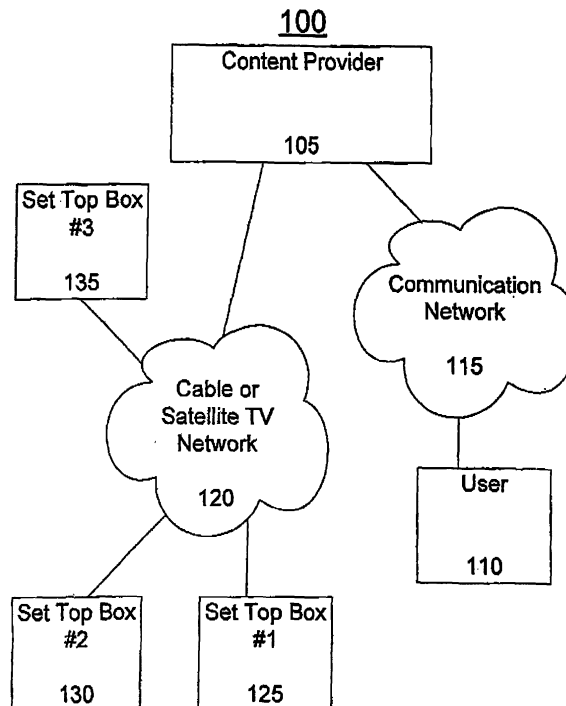 100
Content Provider
105
Set Top Box
#3
135
Communication
Network
115
Cable or
Satellite TV
Network
120
User
110
Set Top Box
#2
130
Set Top Box
#1
125